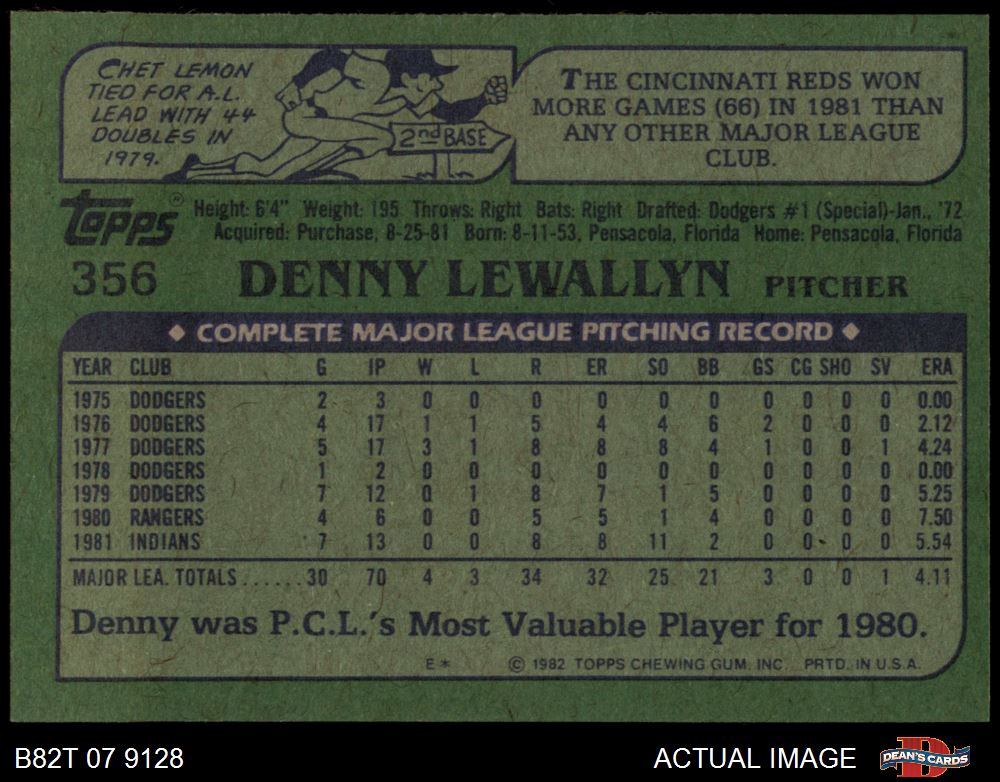 CHET LEMON
TIED FOR A.L.
LEAD WITH 44
DOUBLES IN
1979.
2nd BASE
THE CINCINNATI REDS WON
MORE GAMES (66) IN 1981 THAN
ANY OTHER MAJOR LEAGUE
CLUB.
topps®
Height: 6'4" Weight: 195 Throws: Right Bats: Right Drafted: Dodgers #1 (Special)-Jan., '72
Acquired: Purchase, 8-25-81 Born: 8-11-53, Pensacola, Florida Home: Pensacola, Florida
356 DENNY LEWALLYN PITCHER
◆ COMPLETE MAJOR LEAGUE PITCHING RECORD ◆
YEAR CLUB G IP W L R ER SO BB GS CG SHO SV ERA
1975 DODGERS 2 3 0 0 0 0 0 0 0 0 0 0 0.00
1976 DODGERS 4 17 1 1 5 4 4 6 2 0 0 0 2.12
1977 DODGERS 5 17 3 1 8 8 8 4 1 0 0 1 4.24
1978 DODGERS 1 2 0 0 0 0 0 0 0 0 0 0 0.00
1979 DODGERS 7 12 0 1 8 7 1 5 0 0 0 0 5.25
1980 RANGERS 4 6 0 0 5 5 1 4 0 0 0 0 7.50
1981 INDIANS 7 13 0 0 8 8 11 2 0 0 0 0 5.54
MAJOR LEA. TOTALS......30 70 4 3 34 32 25 21 3 0 0 1 4.11
Denny was P.C.L.'s Most Valuable Player for 1980.
E* © 1982 TOPPS CHEWING GUM, INC. PRTD. IN U.S.A.
B82T 07 9128 ACTUAL IMAGE D DEAN'S CARDS